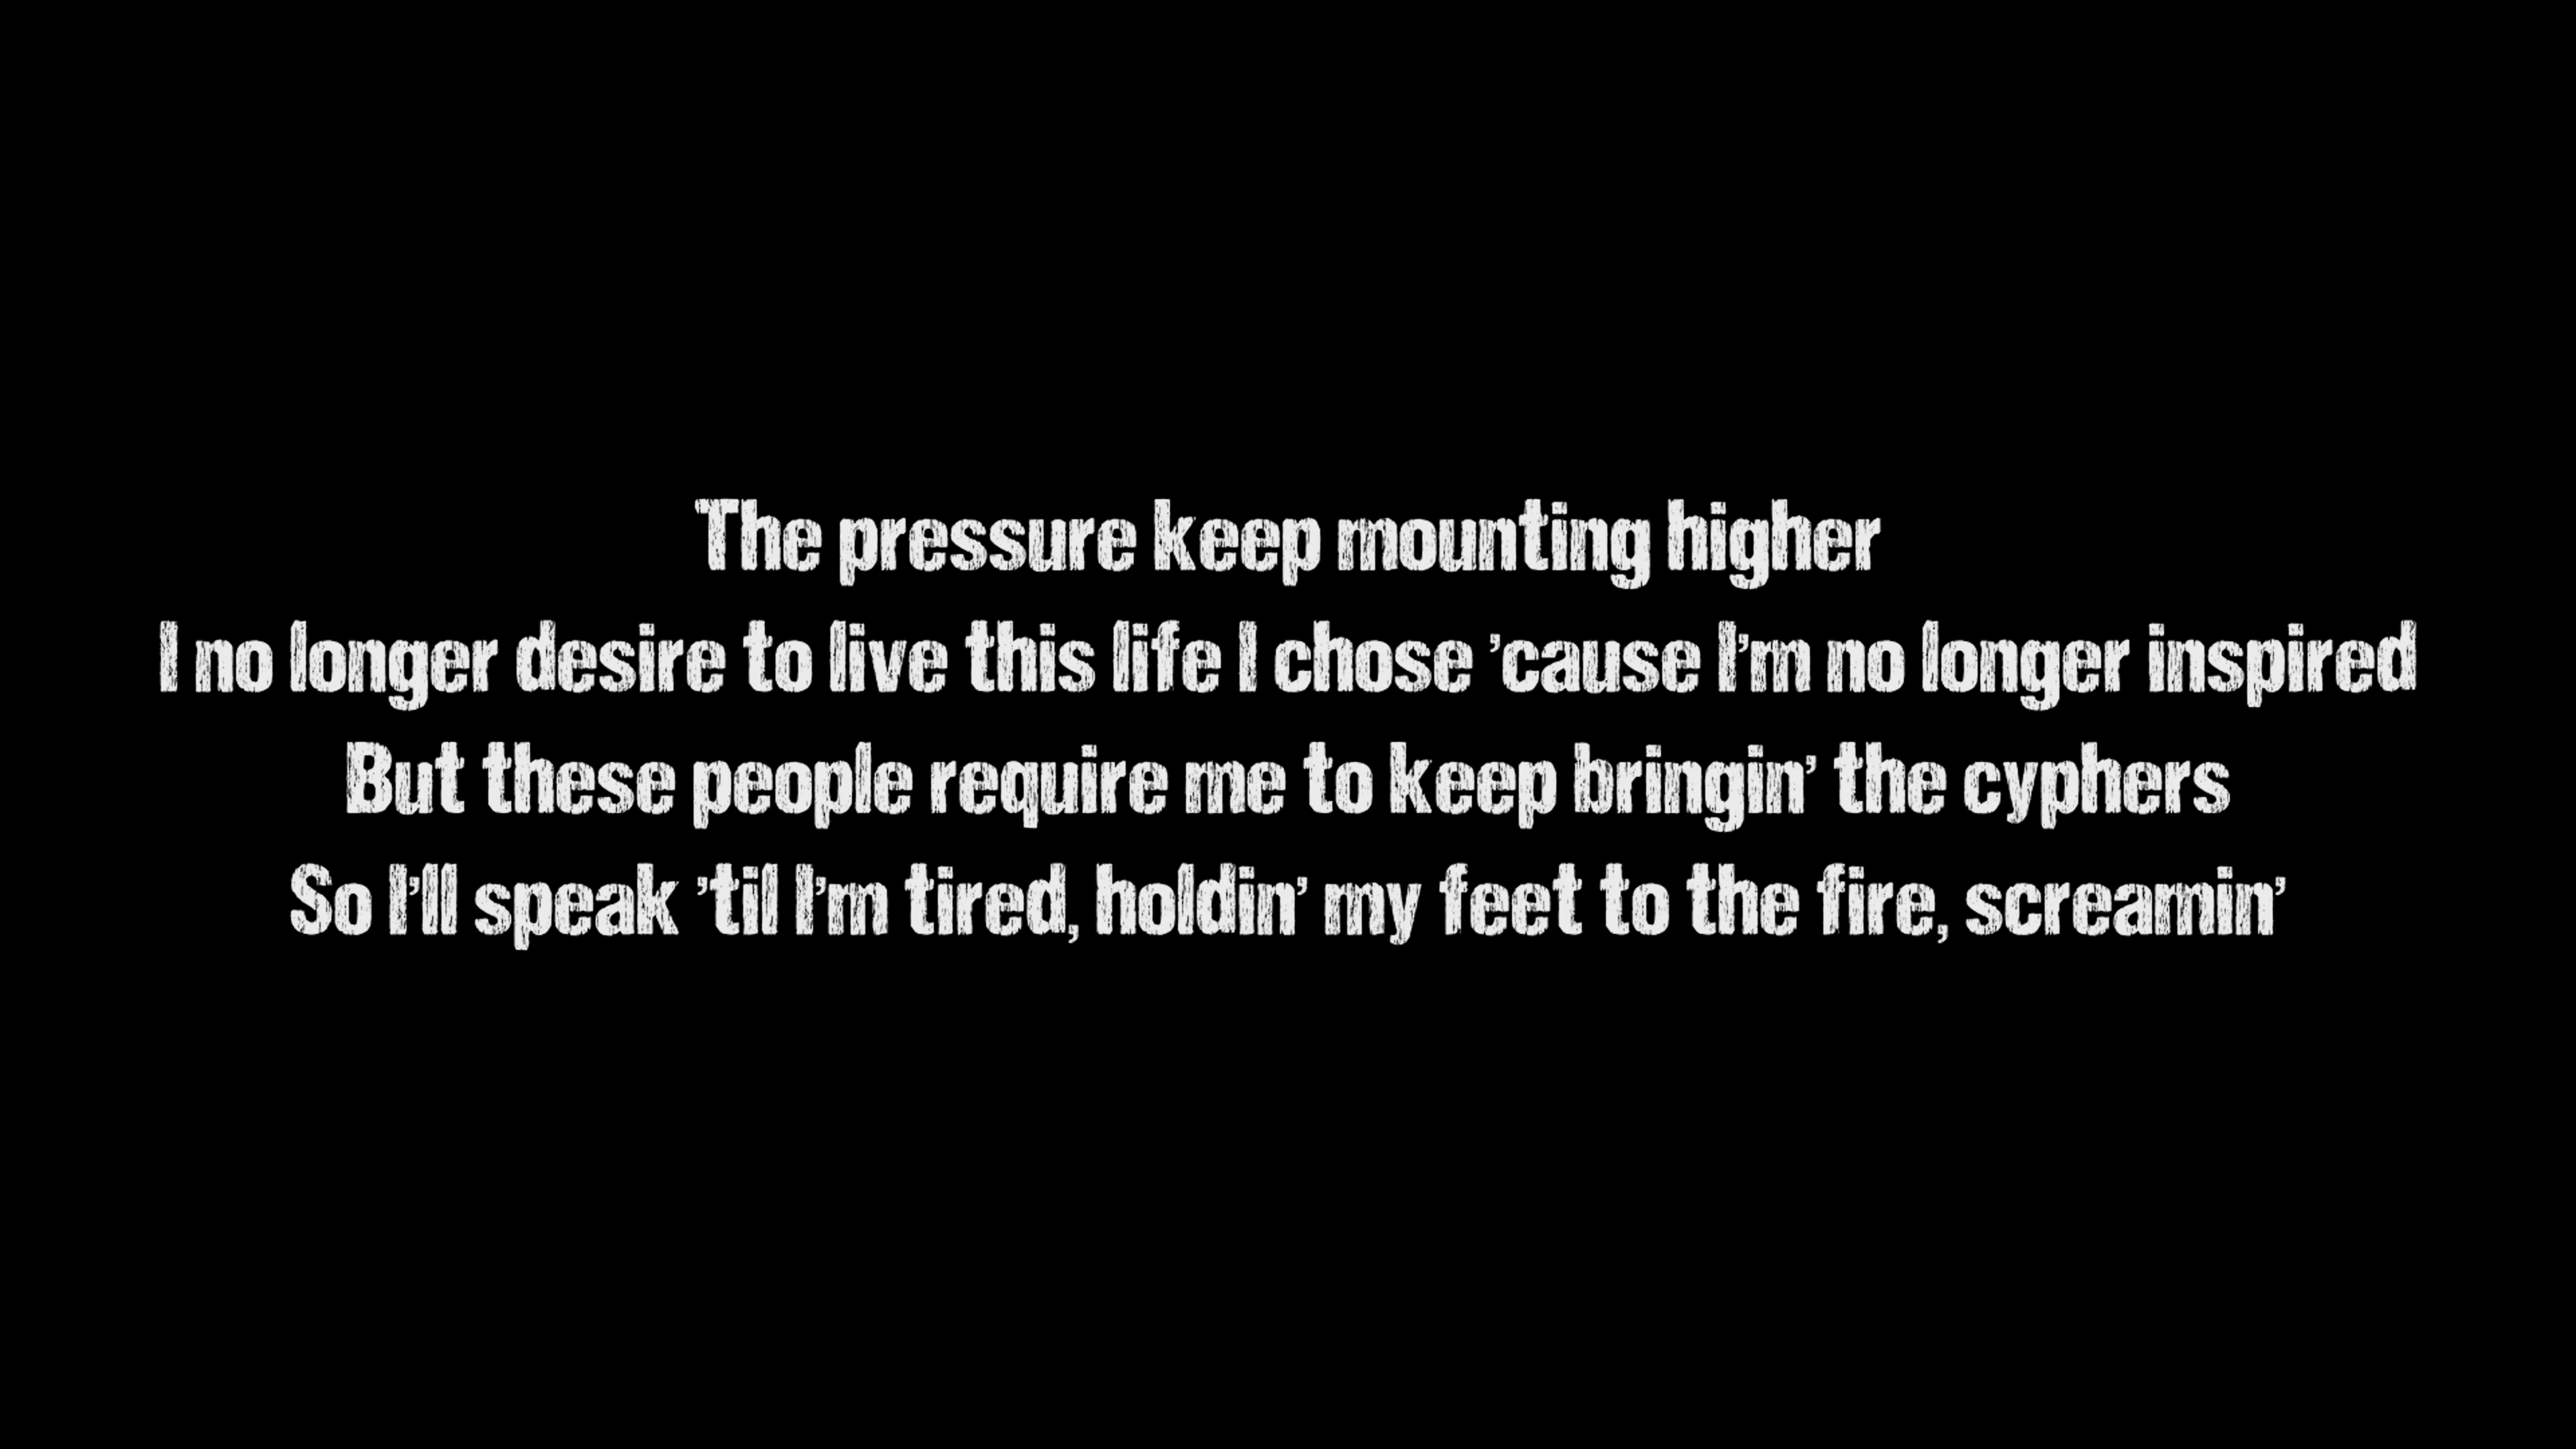 The pressure keep mounting higher
I no longer desire to live this life I chose ’cause I’m no longer inspired
But these people require me to keep bringin’ the cyphers
So I’ll speak ’til I’m tired, holdin’ my feet to the fire, screamin’